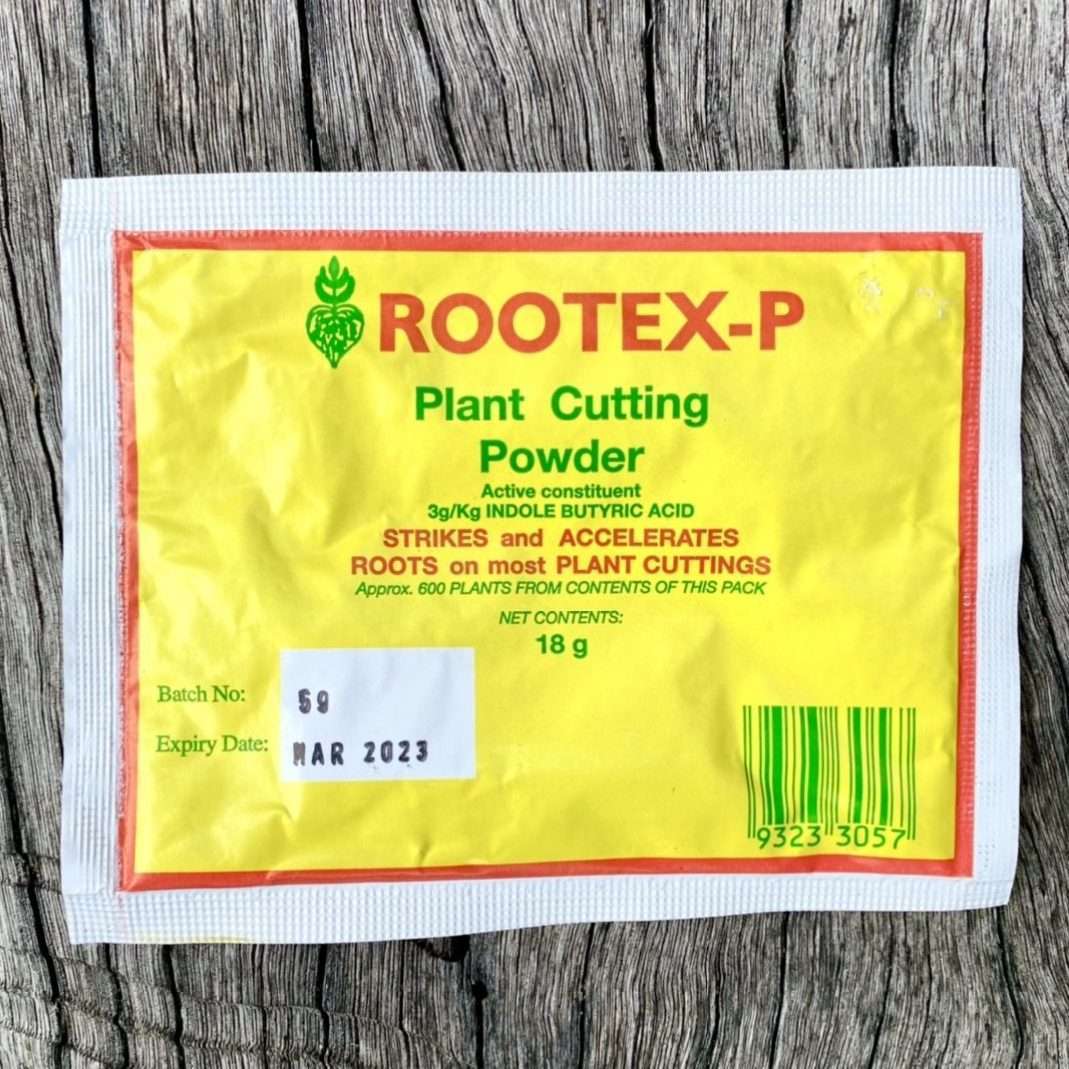 ROOTEX-P
Plant Cutting
Powder
Active constituent
3g/Kg INDOLE BUTYRIC ACID
STRIKES and ACCELERATES
ROOTS on most PLANT CUTTINGS
Approx. 600 PLANTS FROM CONTENTS OF THIS PACK
NET CONTENTS:
18 g
Batch No: 59
Expiry Date: MAR 2023
9323 3057